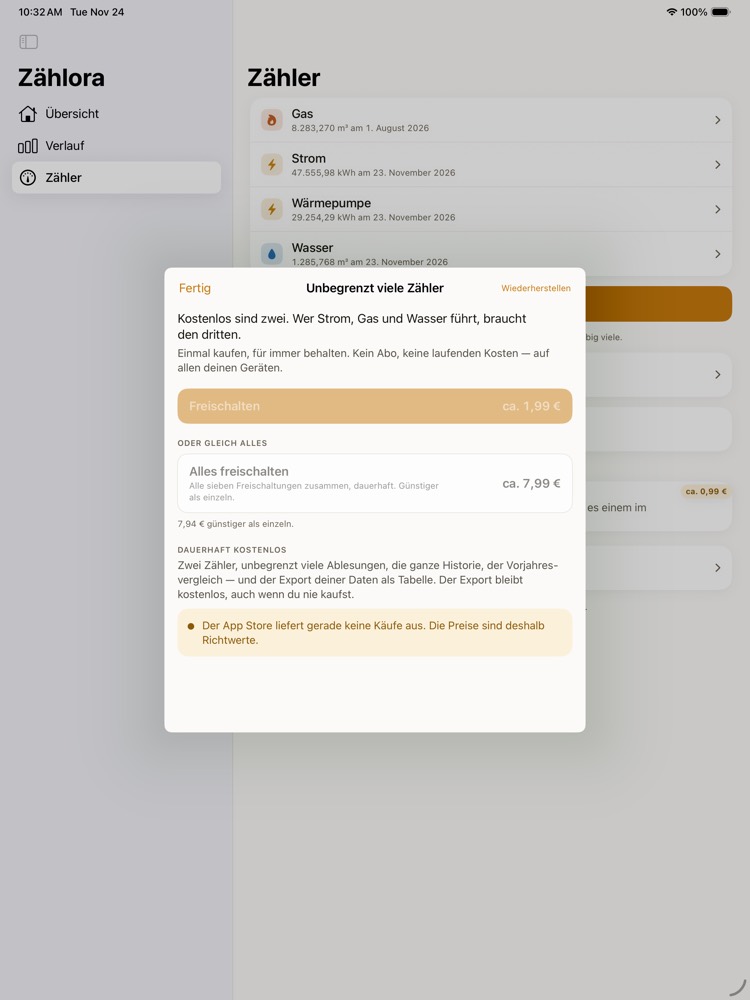 10:32 AM Tue Nov 24
100%
Zählora
Übersicht
Verlauf
Zähler
Zähler
Gas
8.283,270 m³ am 1. August 2026
Strom
47.555,98 kWh am 23. November 2026
Wärmepumpe
29.254,29 kWh am 23. November 2026
Wasser
1.285,768 m³ am 23. November 2026
big viele.
ca. 0,99 €
es einem im
Fertig
Unbegrenzt viele Zähler
Wiederherstellen
Kostenlos sind zwei. Wer Strom, Gas und Wasser führt, braucht
den dritten.
Einmal kaufen, für immer behalten. Kein Abo, keine laufenden Kosten — auf
allen deinen Geräten.
Freischalten
ca. 1,99 €
ODER GLEICH ALLES
Alles freischalten
Alle sieben Freischaltungen zusammen, dauerhaft. Günstiger
als einzeln.
ca. 7,99 €
7,94 € günstiger als einzeln.
DAUERHAFT KOSTENLOS
Zwei Zähler, unbegrenzt viele Ablesungen, die ganze Historie, der Vorjahres-
vergleich — und der Export deiner Daten als Tabelle. Der Export bleibt
kostenlos, auch wenn du nie kaufst.
Der App Store liefert gerade keine Käufe aus. Die Preise sind deshalb
Richtwerte.